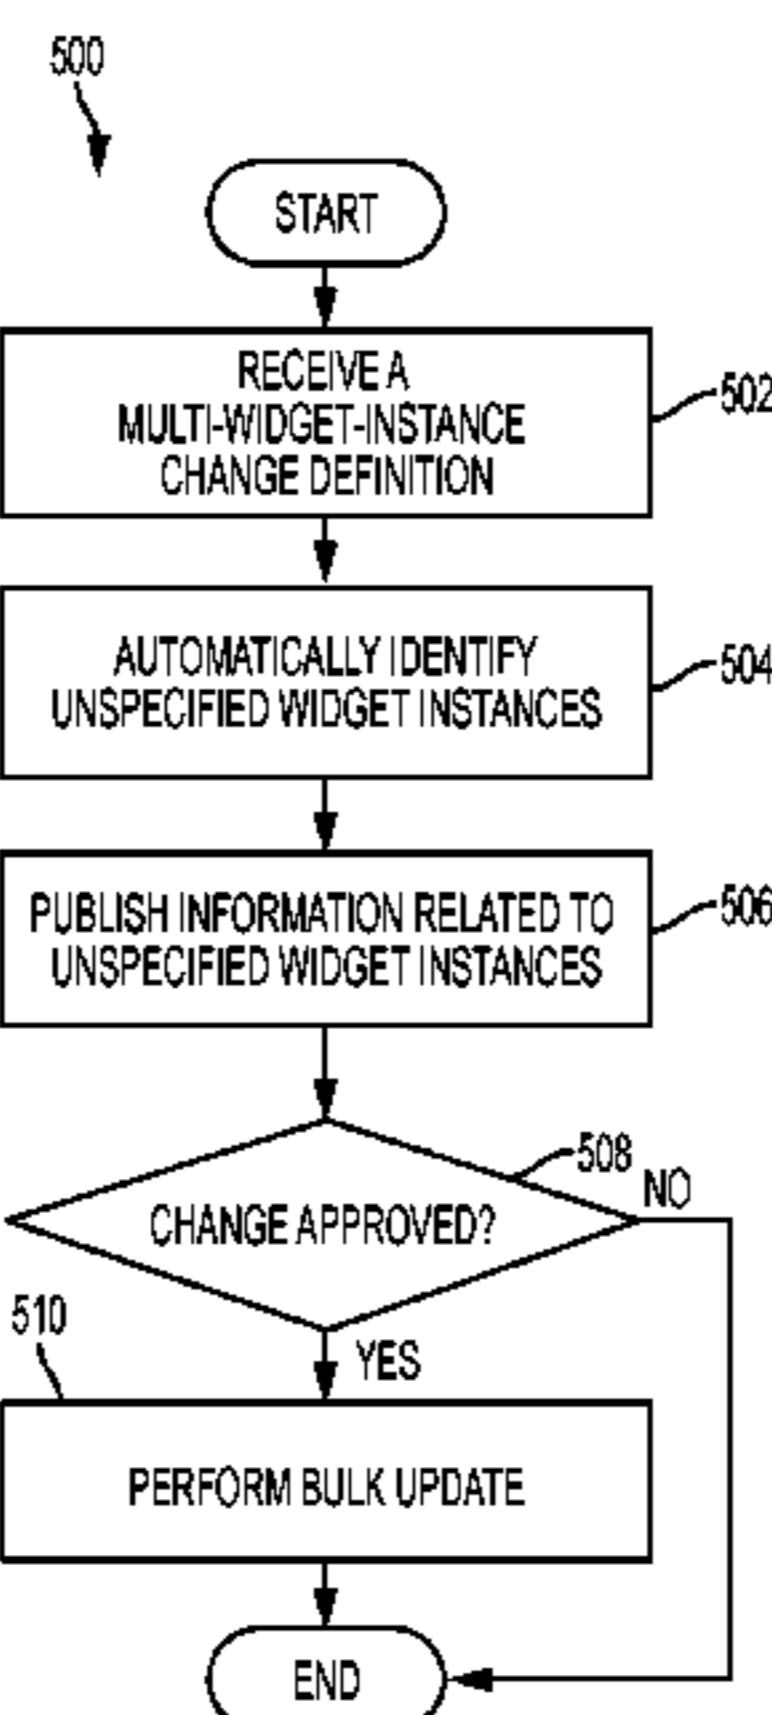 500
START
RECEIVE A
MULTI-WIDGET-INSTANCE
CHANGE DEFINITION
502
AUTOMATICALLY IDENTIFY
UNSPECIFIED WIDGET INSTANCES
504
PUBLISH INFORMATION RELATED TO
UNSPECIFIED WIDGET INSTANCES
506
508
CHANGE APPROVED?
NO
YES
510
PERFORM BULK UPDATE
END